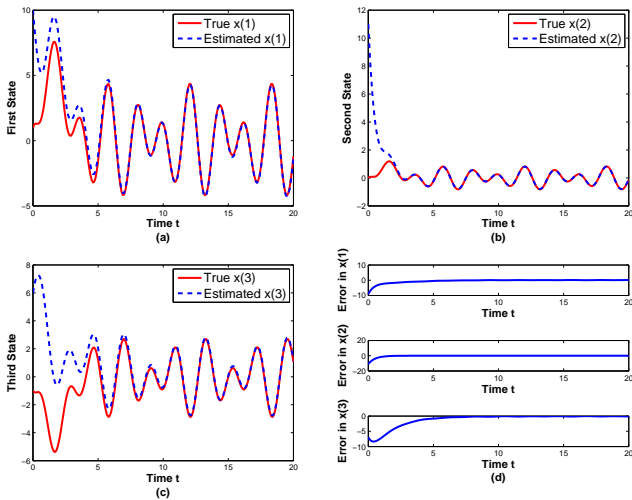 10
5
0
−5
0
5
10
15
20
First State
Time t
(a)
True x(1)
Estimated x(1)
12
10
8
6
4
2
0
−2
0
5
10
15
20
Second State
Time t
(b)
True x(2)
Estimated x(2)
8
6
4
2
0
−2
−4
−6
0
5
10
15
20
Third State
Time t
(c)
True x(3)
Estimated x(3)
Error in x(1)
10
0
−10
0
5
10
15
20
Error in x(2)
20
0
−20
0
5
10
15
20
Error in x(3)
0
−5
−10
0
5
10
15
20
Time t
(d)